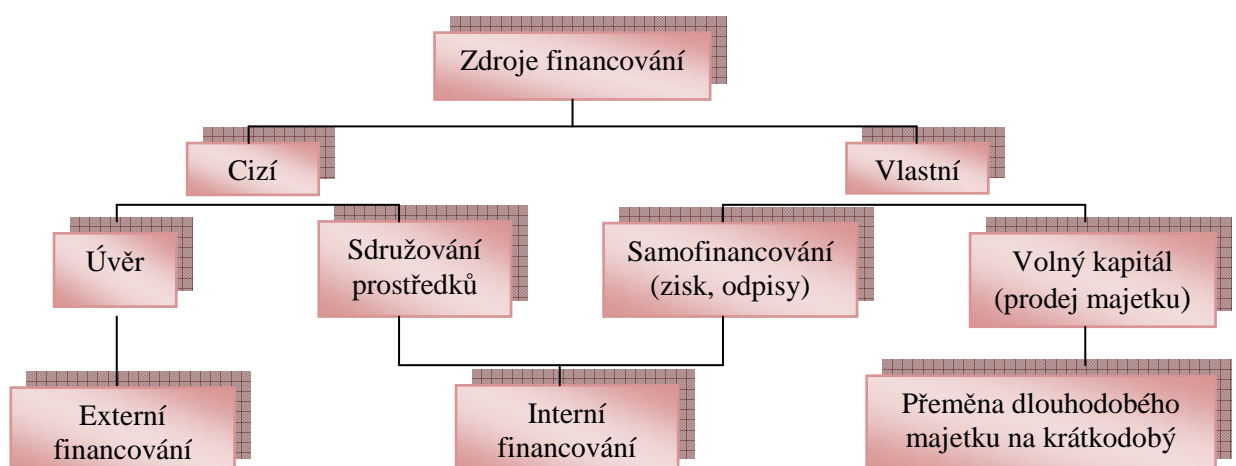 Zdroje financování
Cizí
Vlastní
Úvěr
Sdružování
prostředků
Samofinancování
(zisk, odpisy)
Volný kapitál
(prodej majetku)
Externí
financování
Interní
financování
Přeměna dlouhodobého
majetku na krátkodobý